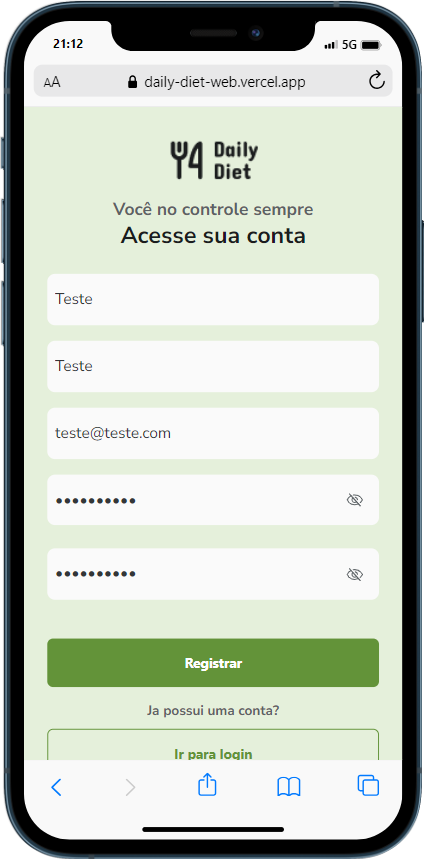 21:12
5G
AA
daily-diet-web.vercel.app
Daily
Diet
Você no controle sempre
Acesse sua conta
Teste
Teste
teste@teste.com
••••••••••
••••••••••
Registrar
Ja possui uma conta?
Ir para login